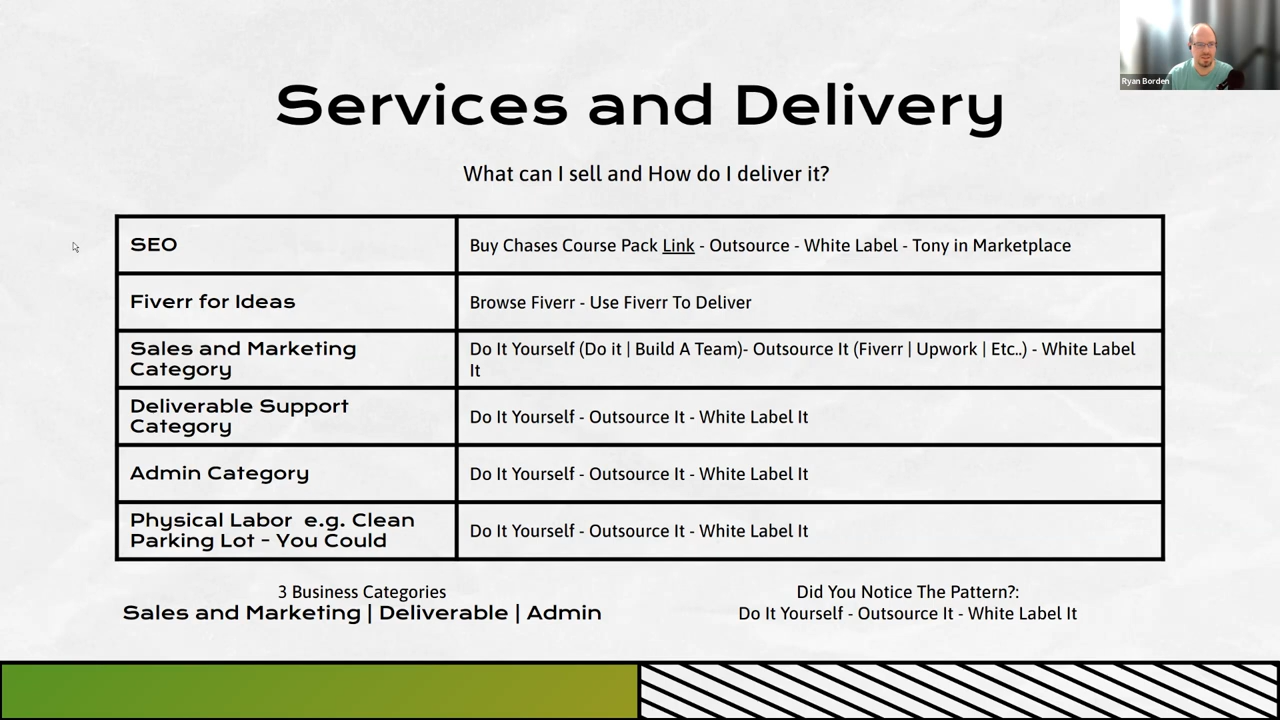 Ryan Borden
Services and Delivery
What can I sell and How do I deliver it?
SEO
Buy Chases Course Pack Link - Outsource - White Label - Tony in Marketplace
Fiverr for Ideas
Browse Fiverr - Use Fiverr To Deliver
Sales and Marketing
Category
Do It Yourself (Do it | Build A Team)- Outsource It (Fiverr | Upwork | Etc..) - White Label
It
Deliverable Support
Category
Do It Yourself - Outsource It - White Label It
Admin Category
Do It Yourself - Outsource It - White Label It
Physical Labor  e.g. Clean
Parking Lot - You Could
Do It Yourself - Outsource It - White Label It
3 Business Categories
Sales and Marketing | Deliverable | Admin
Did You Notice The Pattern?:
Do It Yourself - Outsource It - White Label It